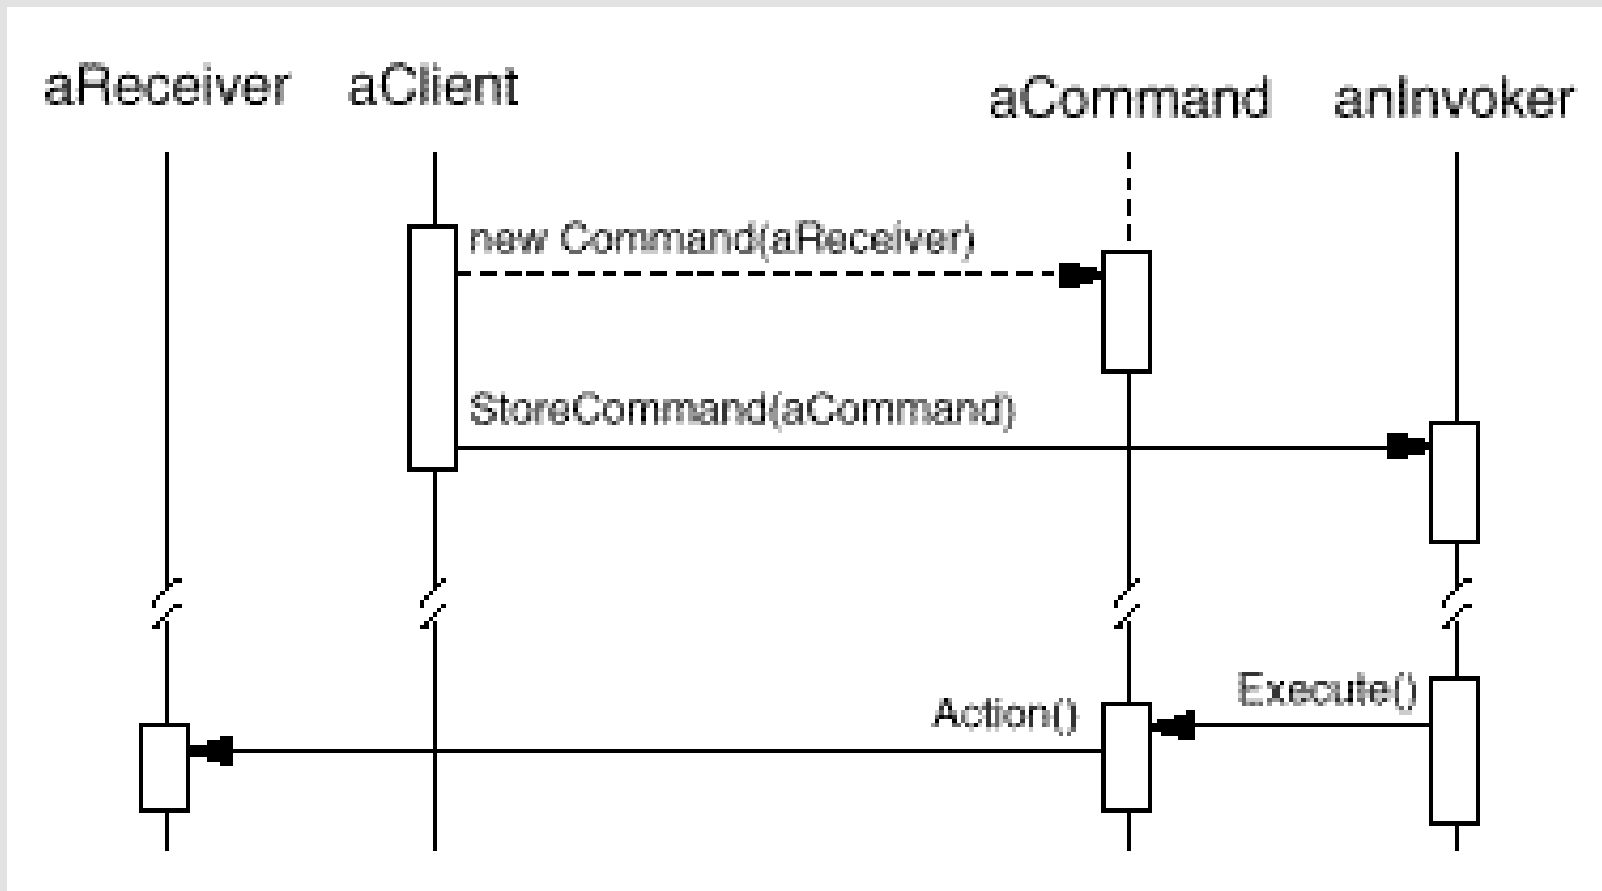 aReceiver aClient aCommand anInvoker
new Command(aReceiver)
StoreCommand(aCommand)
Execute()
Action()